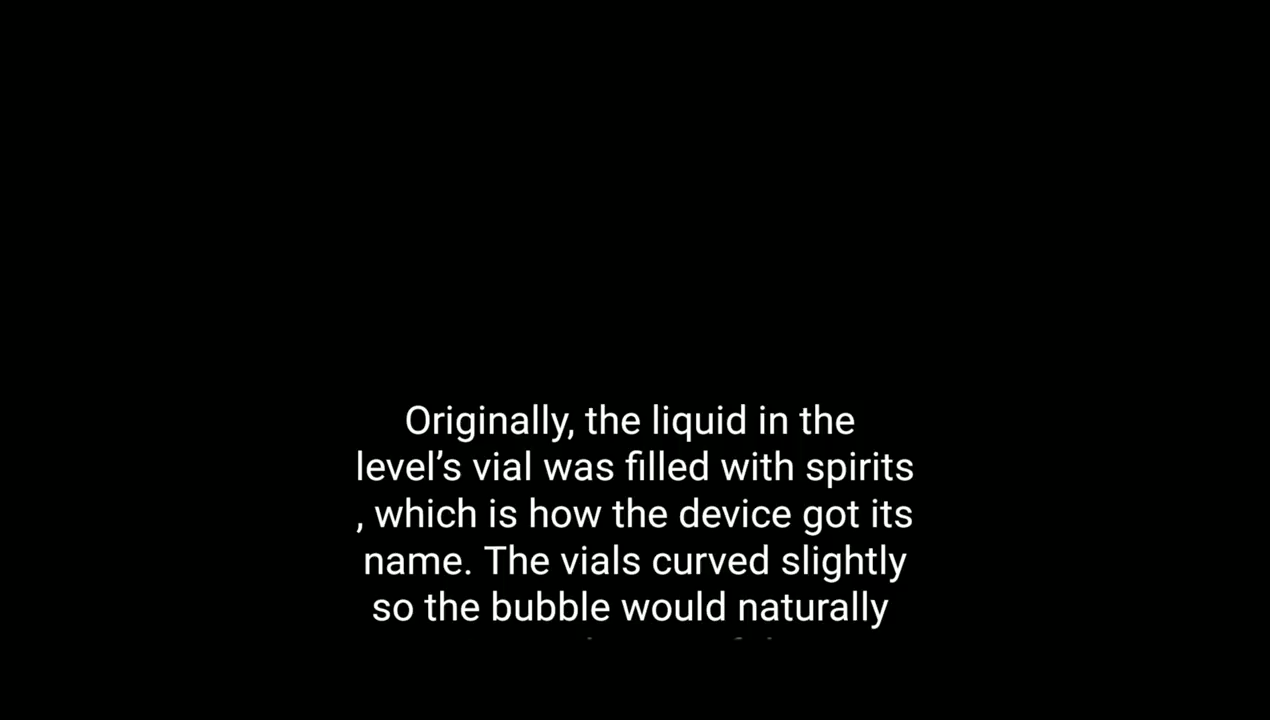 Originally, the liquid in the
level’s vial was filled with spirits
, which is how the device got its
name. The vials curved slightly
so the bubble would naturally